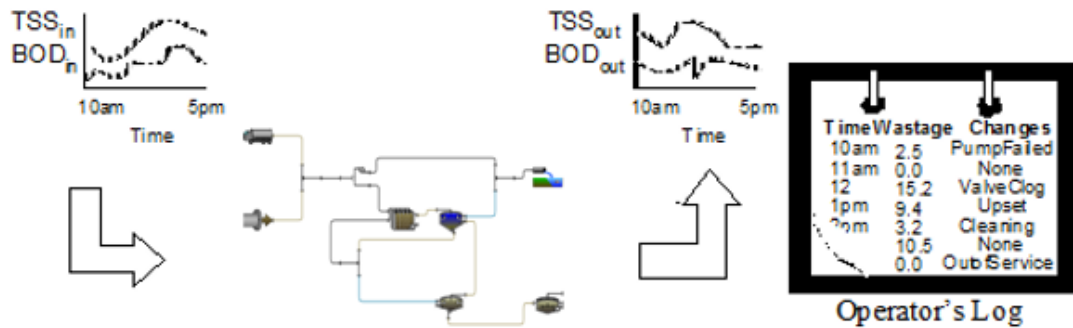 TSSin
BODin
10am 5pm
Time
TSSout
BODout
10am 5pm
Time
Time Wastage Changes
10am 2.5 PumpFailed
11am 0.0 None
12 15.2 ValveClog
1pm 9.4 Upset
2pm 3.2 Cleaning
10.5 None
0.0 OutofService
Operator's Log